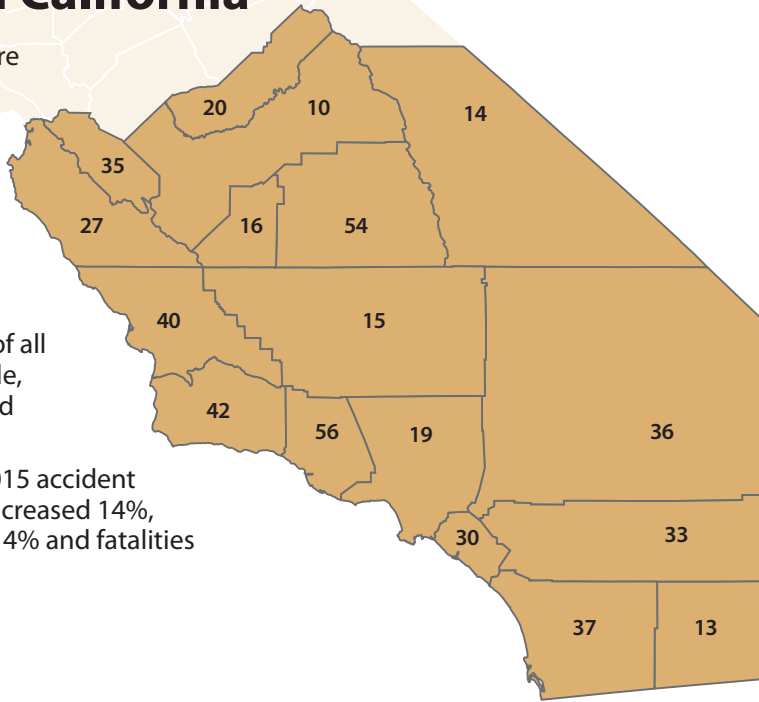 California
re
20
10
14
35
27
16
54
40
15
of all
le,
d
42
56
19
36
015 accident
creased 14%,
4% and fatalities
30
33
37
13